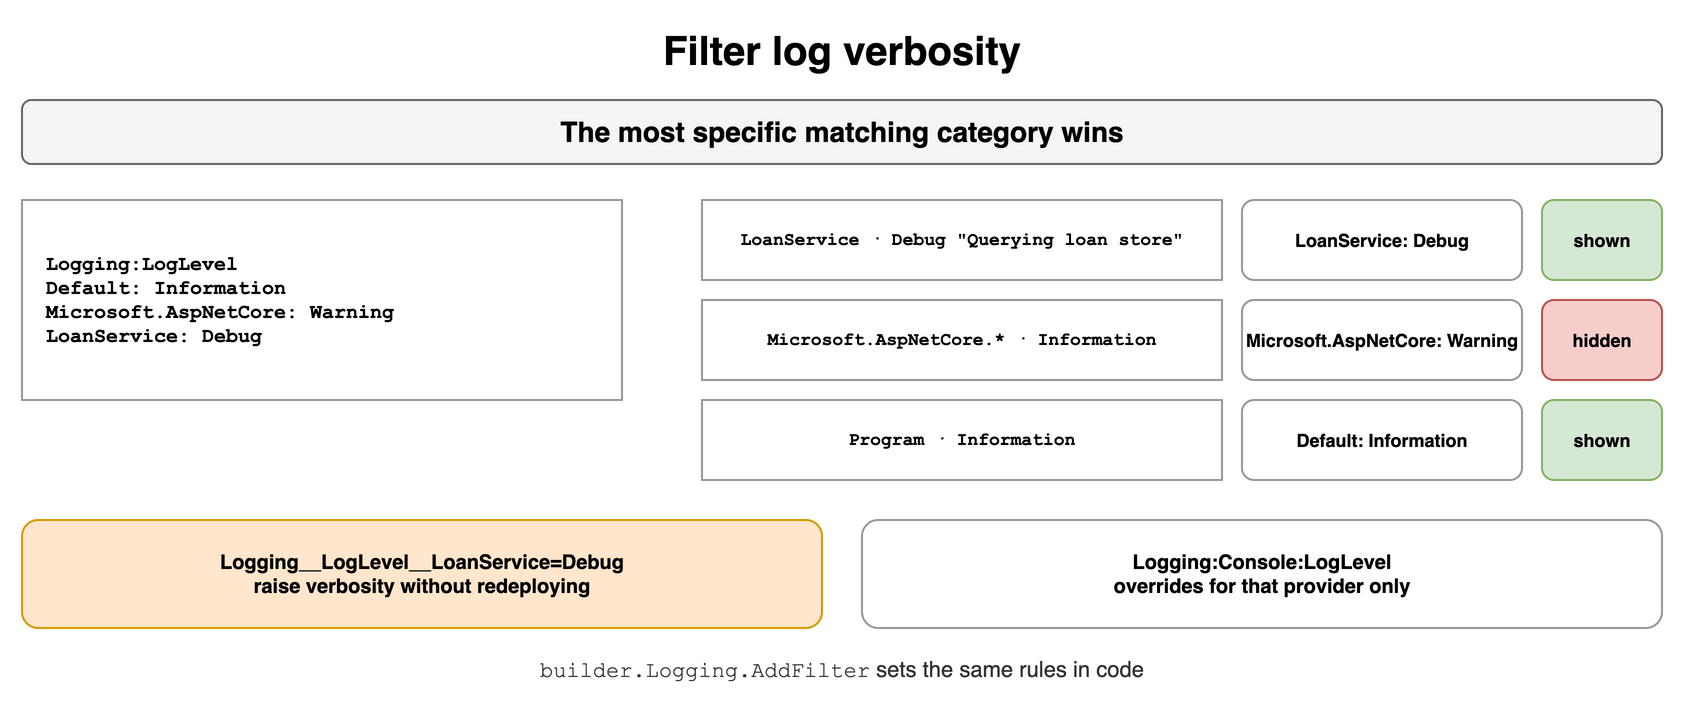 Filter log verbosity
The most specific matching category wins
Logging:LogLevel
Default: Information
Microsoft.AspNetCore: Warning
LoanService: Debug
LoanService · Debug "Querying loan store"
LoanService: Debug
shown
Microsoft.AspNetCore.* · Information
Microsoft.AspNetCore: Warning
hidden
Program · Information
Default: Information
shown
Logging__LogLevel__LoanService=Debug
raise verbosity without redeploying
Logging:Console:LogLevel
overrides for that provider only
builder.Logging.AddFilter sets the same rules in code